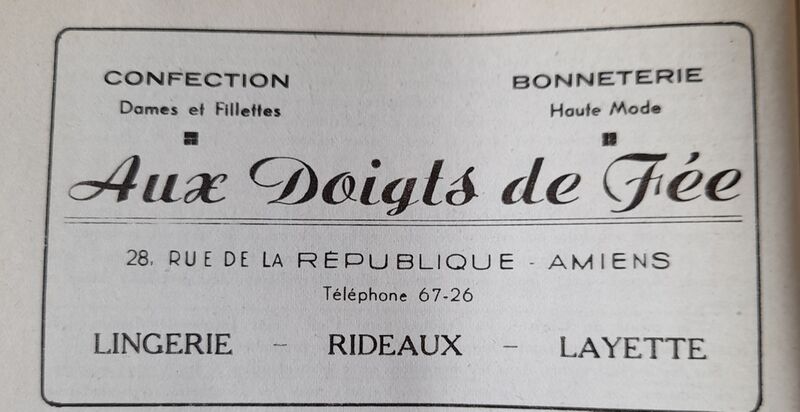 CONFECTION
BONNETERIE
Dames et Fillettes
Haute Mode
Aux Doigts de Fée
28, RUE DE LA RÉPUBLIQUE - AMIENS
Téléphone 67-26
LINGERIE - RIDEAUX - LAYETTE